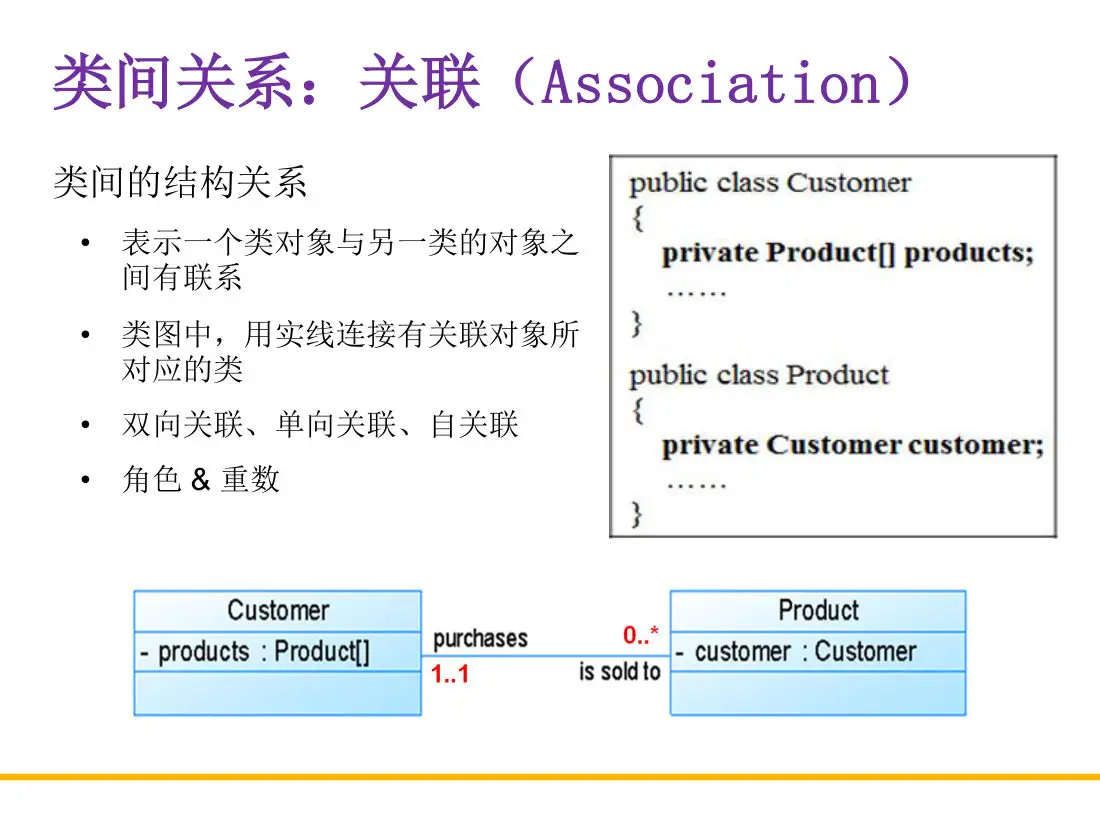 类间关系：关联（Association）
类间的结构关系
• 表示一个类对象与另一类的对象之
间有联系
• 类图中，用实线连接有关联对象所
对应的类
• 双向关联、单向关联、自关联
• 角色 & 重数
public class Customer
{
private Product[] products;
……
}
public class Product
{
private Customer customer;
……
}
Customer
- products : Product[]
purchases
1..1
0..*
is sold to
Product
- customer : Customer